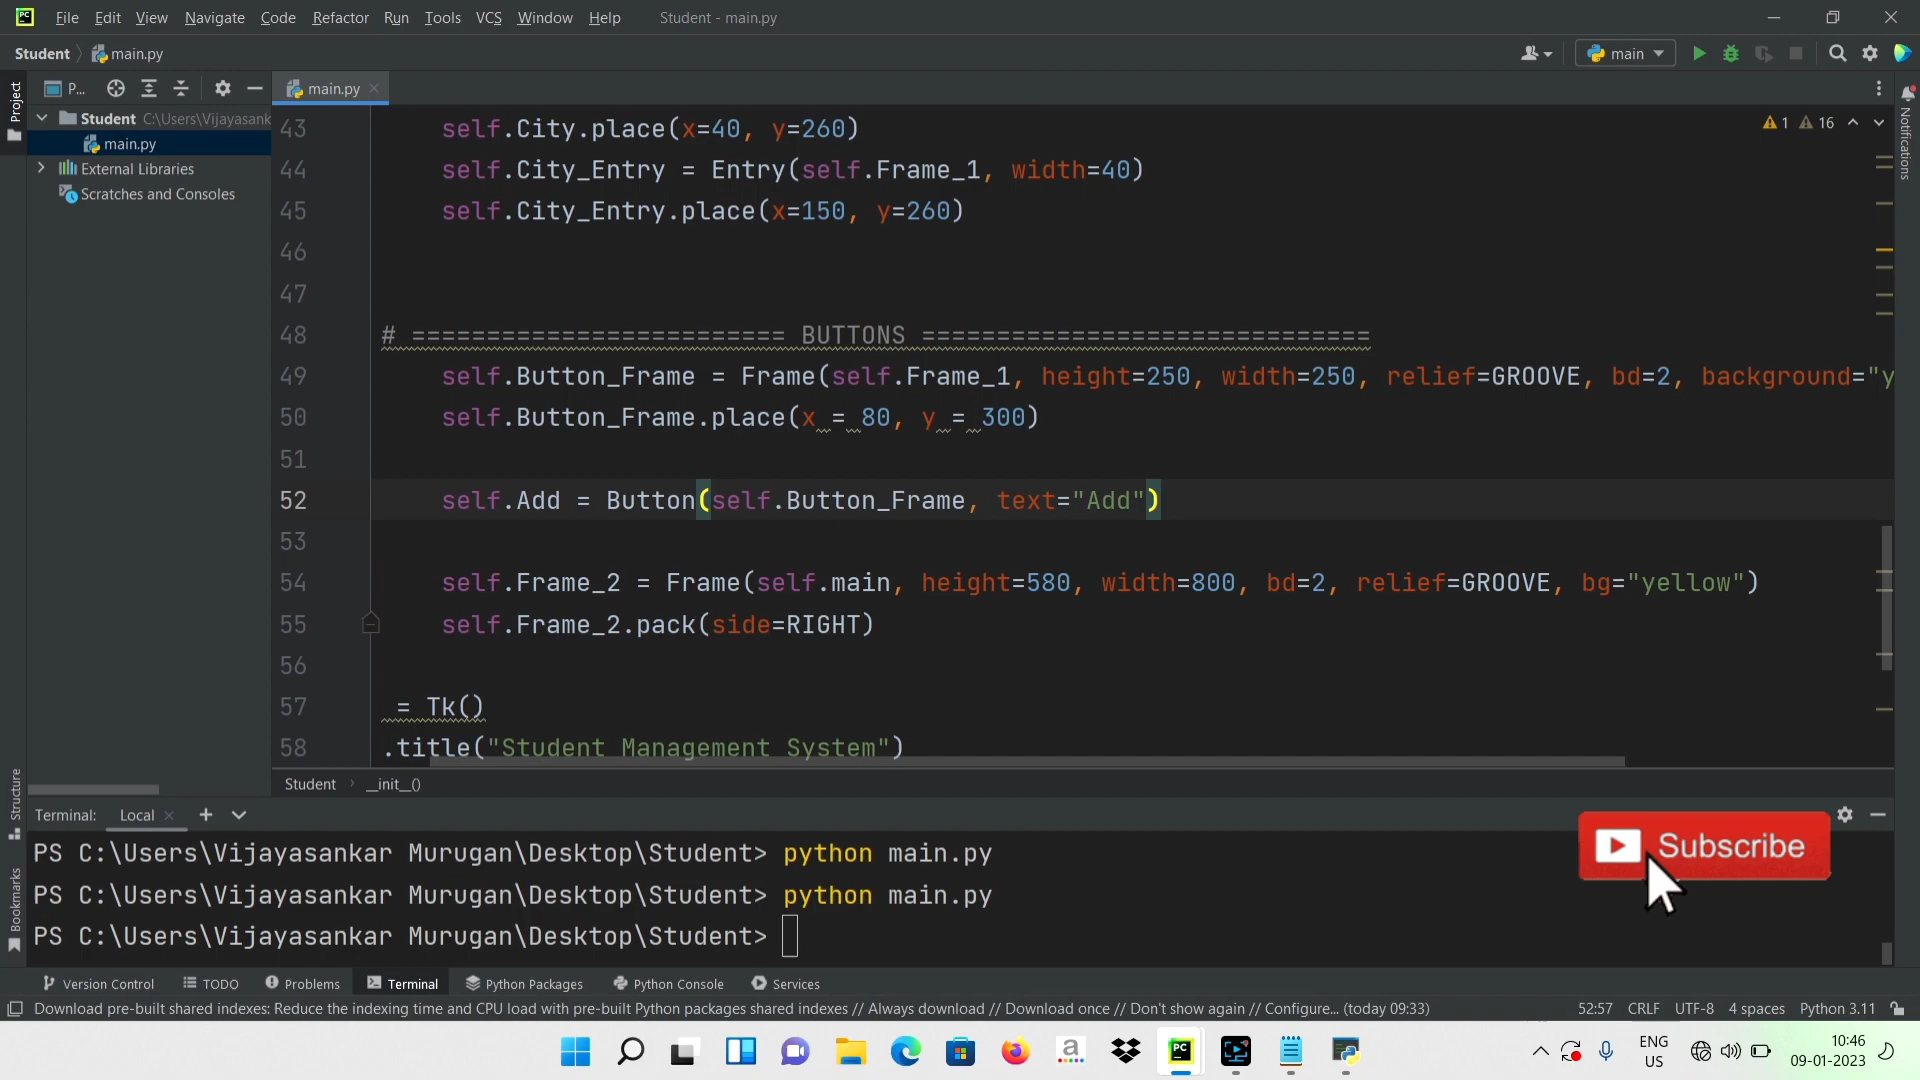 File Edit View Navigate Code Refactor Run Tools VCS Window Help Student - main.py
Student main.py main
Project P... main.py
Student C:\Users\Vijayasank
main.py
External Libraries
Scratches and Consoles
1 16
Notifications
43 self.City.place(x=40, y=260)
44 self.City_Entry = Entry(self.Frame_1, width=40)
45 self.City_Entry.place(x=150, y=260)
46
47
48 # ========================= BUTTONS ==============================
49 self.Button_Frame = Frame(self.Frame_1, height=250, width=250, relief=GROOVE, bd=2, background="y
50 self.Button_Frame.place(x = 80, y = 300)
51
52 self.Add = Button(self.Button_Frame, text="Add")
53
54 self.Frame_2 = Frame(self.main, height=580, width=800, bd=2, relief=GROOVE, bg="yellow")
55 self.Frame_2.pack(side=RIGHT)
56
57 = Tk()
58 .title("Student Management System")
Student __init__()
Structure
Bookmarks
Terminal: Local
PS C:\Users\Vijayasankar Murugan\Desktop\Student> python main.py
PS C:\Users\Vijayasankar Murugan\Desktop\Student> python main.py
PS C:\Users\Vijayasankar Murugan\Desktop\Student>
Subscribe
Version Control TODO Problems Terminal Python Packages Python Console Services
Download pre-built shared indexes: Reduce the indexing time and CPU load with pre-built Python packages shared indexes // Always download // Download once // Don't show again // Configure... (today 09:33) 52:57 CRLF UTF-8 4 spaces Python 3.11
ENG
US
10:46
09-01-2023